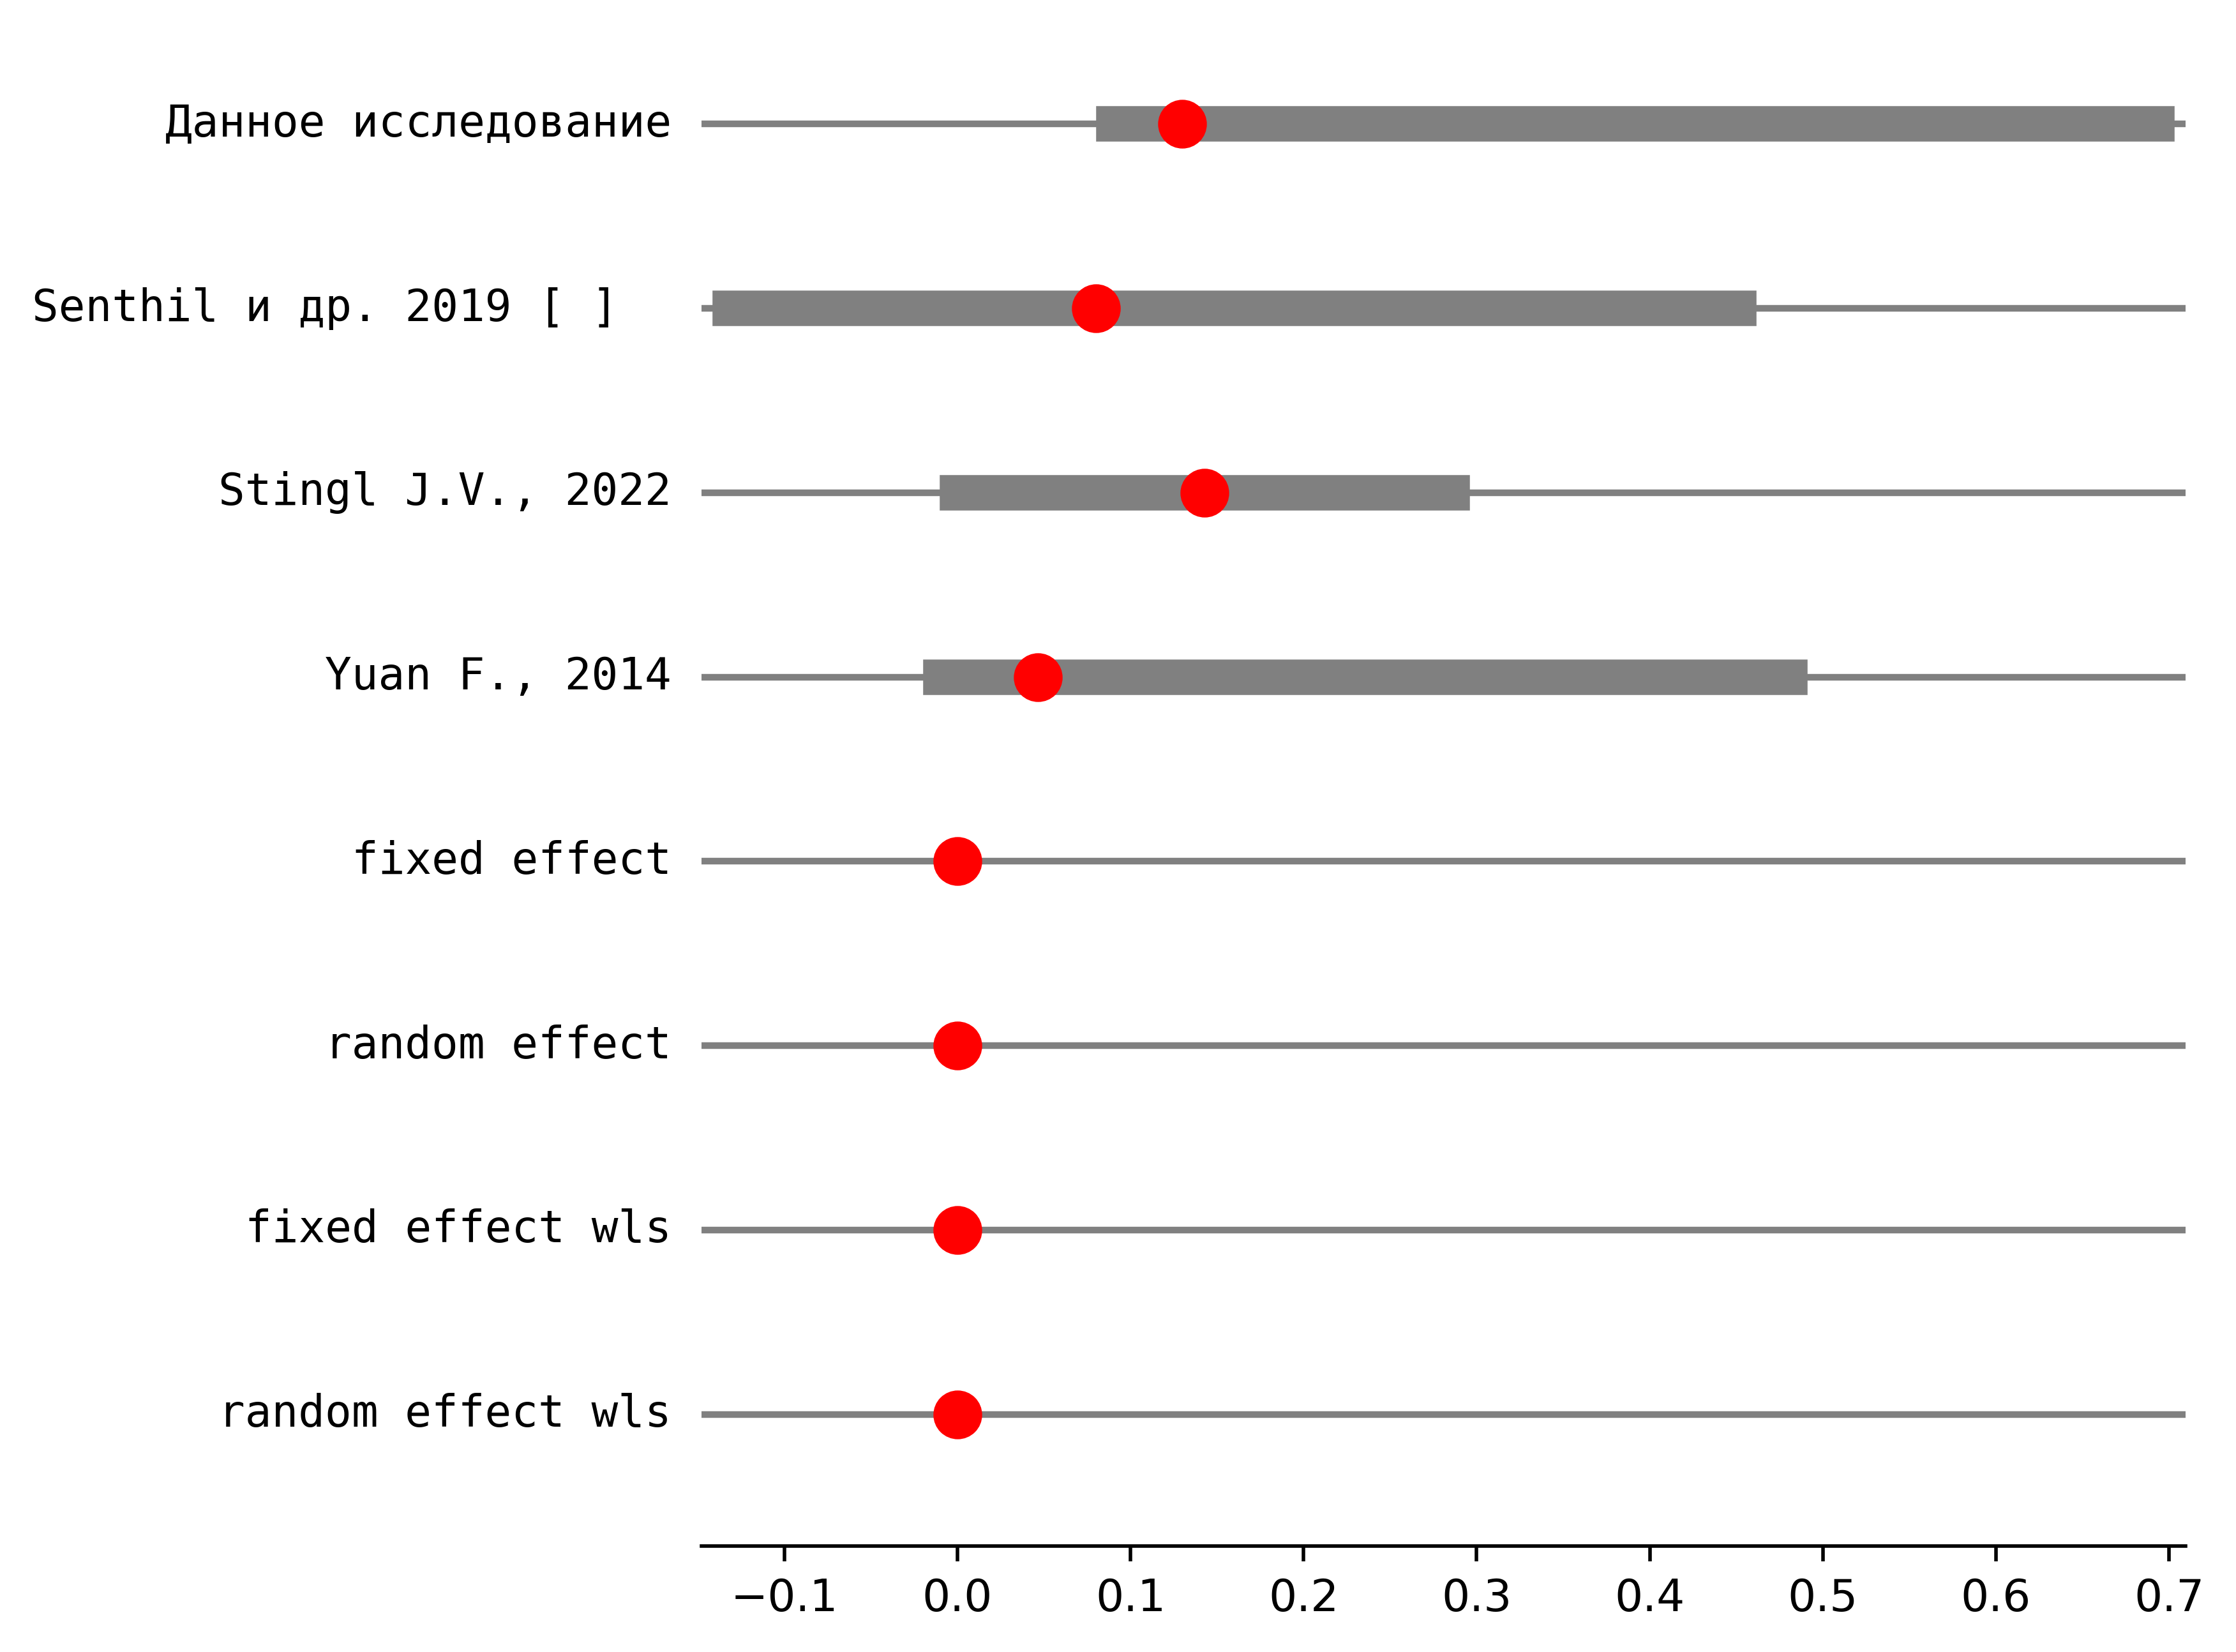 Данное исследование
Senthil и др. 2019 [ ]
Stingl J.V., 2022
Yuan F., 2014
fixed effect
random effect
fixed effect wls
random effect wls
−0.1 0.0 0.1 0.2 0.3 0.4 0.5 0.6 0.7